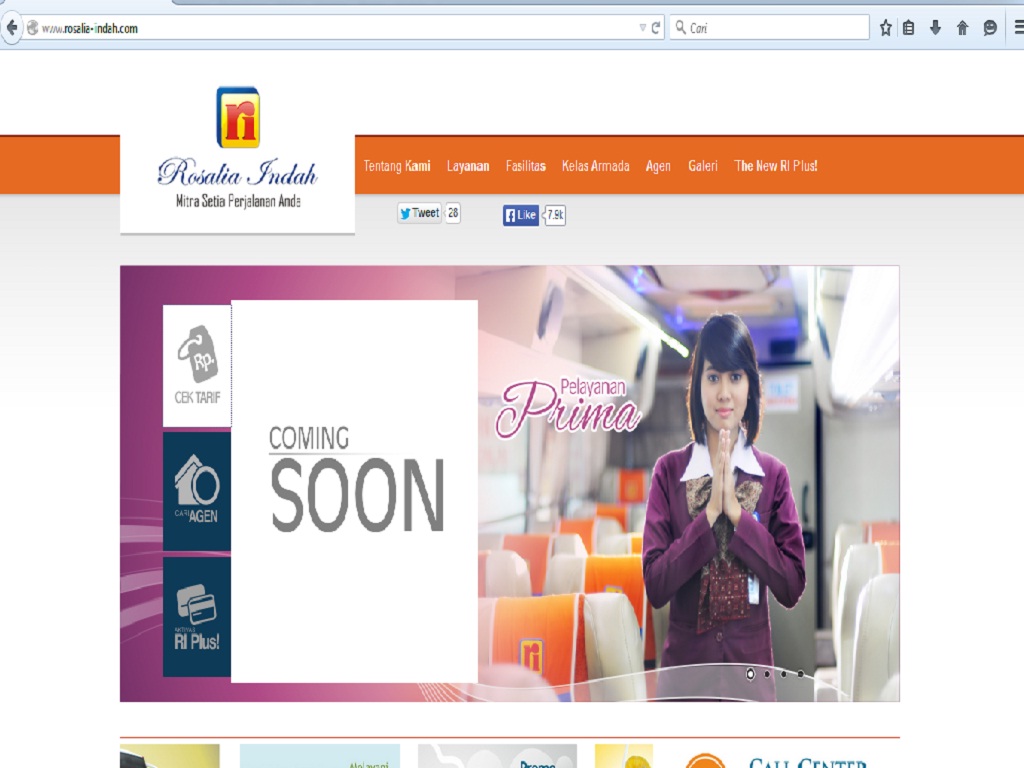 www.rosalia-indah.com
Cari
ri
Rosalia Indah
Mitra Setia Perjalanan Anda
Tentang Kami Layanan Fasilitas Kelas Armada Agen Galeri The New RI Plus!
Tweet 28 Like 7.9k
Rp.
CEK TARIF
CARI AGEN
RI Plus!
COMING
SOON
Pelayanan
Prima
ri
Melayani
Promo
CALL CENTER